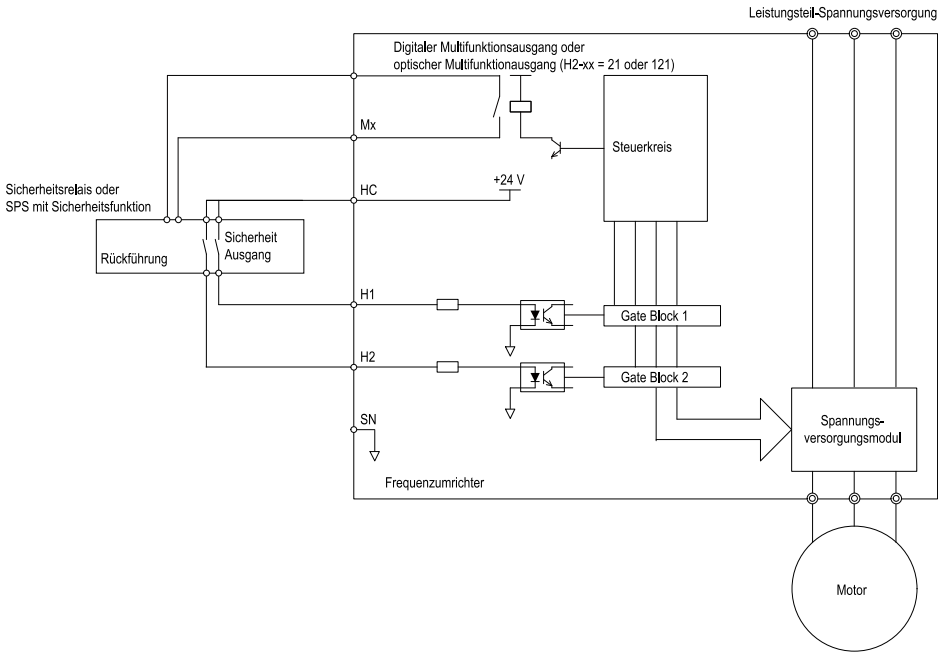 Leistungsteil-Spannungsversorgung
Digitaler Multifunktionsausgang oder
optischer Multifunktionausgang (H2-xx = 21 oder 121)
Mx
Steuerkreis
+24 V
HC
Sicherheitsrelais oder
SPS mit Sicherheitsfunktion
Sicherheit
Ausgang
Rückführung
H1
Gate Block 1
H2
Gate Block 2
SN
Spannungs-
versorgungsmodul
Frequenzumrichter
Motor